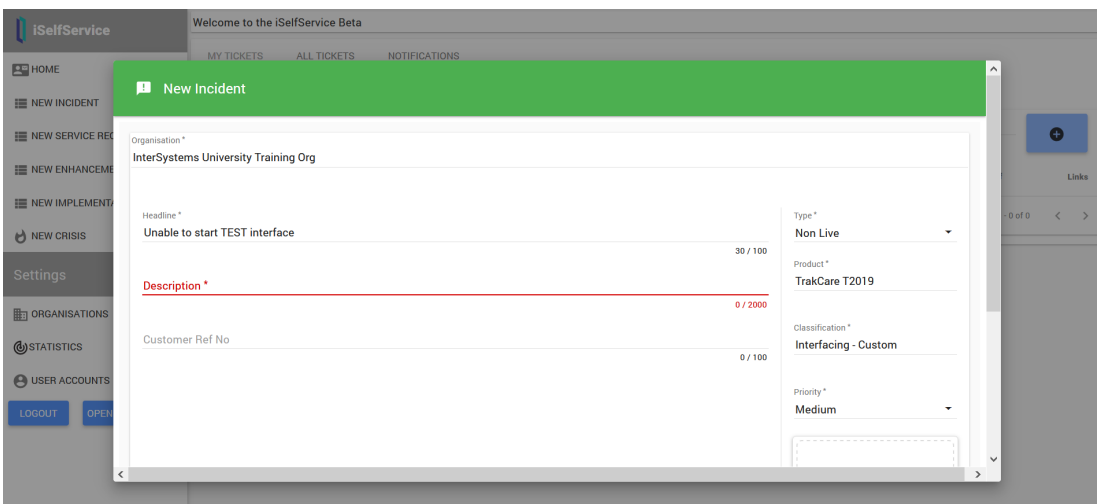 iSelfService
Welcome to the iSelfService Beta
MY TICKETS ALL TICKETS NOTIFICATIONS
HOME
NEW INCIDENT
NEW SERVICE REC
NEW ENHANCEME
NEW IMPLEMENTA
NEW CRISIS
Settings
ORGANISATIONS
STATISTICS
USER ACCOUNTS
LOGOUT OPEN
New Incident
Organisation *
InterSystems University Training Org
Headline *
Unable to start TEST interface
30 / 100
Description *
0 / 2000
Customer Ref No
0 / 100
Type *
Non Live
Product *
TrakCare T2019
Classification *
Interfacing - Custom
Priority *
Medium
Links
- 0 of 0